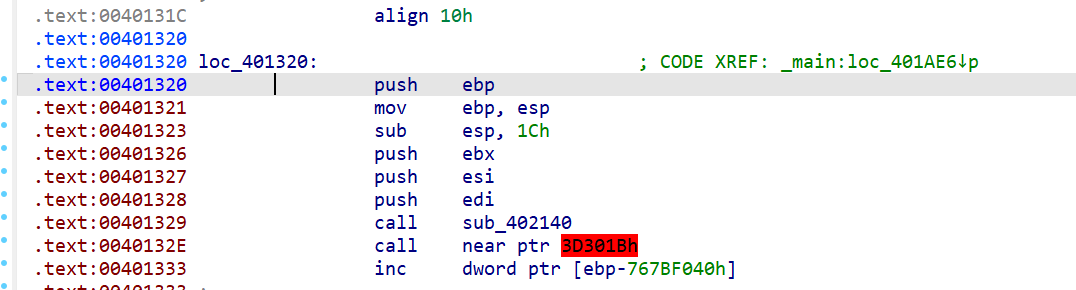 .text:0040131C align 10h
.text:00401320
.text:00401320 loc_401320: ; CODE XREF: _main:loc_401AE6↓p
.text:00401320 push ebp
.text:00401321 mov ebp, esp
.text:00401323 sub esp, 1Ch
.text:00401326 push ebx
.text:00401327 push esi
.text:00401328 push edi
.text:00401329 call sub_402140
.text:0040132E call near ptr 3D301Bh
.text:00401333 inc dword ptr [ebp-767BF040h]